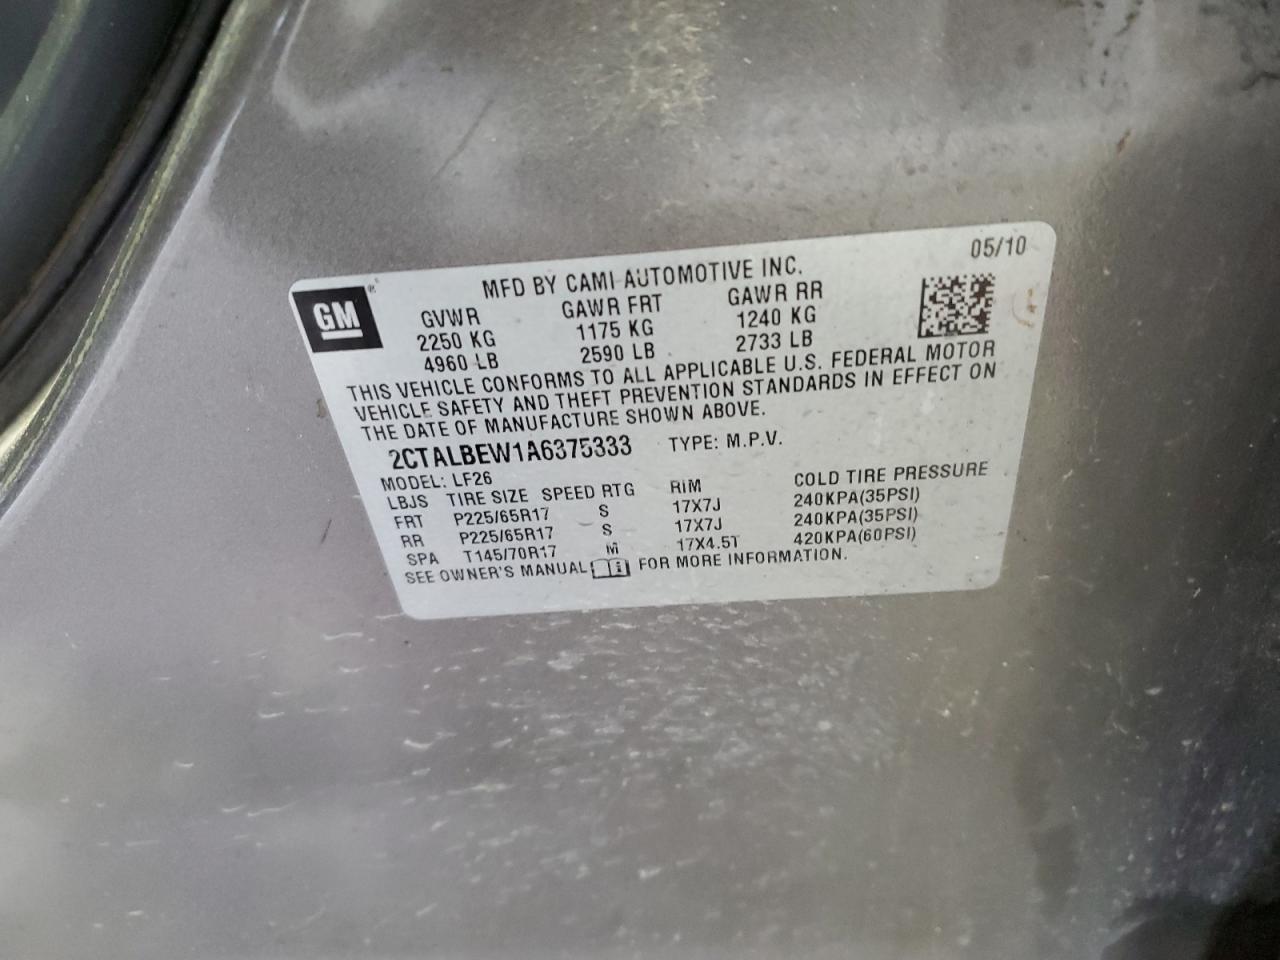 05/10
GM®
MFD BY CAMI AUTOMOTIVE INC.
GVWR GAWR FRT GAWR RR
2250 KG 1175 KG 1240 KG
4960 LB 2590 LB 2733 LB
THIS VEHICLE CONFORMS TO ALL APPLICABLE U.S. FEDERAL MOTOR
VEHICLE SAFETY AND THEFT PREVENTION STANDARDS IN EFFECT ON
THE DATE OF MANUFACTURE SHOWN ABOVE.
2CTALBEW1A6375333 TYPE: M.P.V.
MODEL: LF26
LBJS TIRE SIZE SPEED RTG RIM COLD TIRE PRESSURE
FRT P225/65R17 S 17X7J 240KPA(35PSI)
RR P225/65R17 S 17X7J 240KPA(35PSI)
SPA T145/70R17 M 17X4.5T 420KPA(60PSI)
SEE OWNER'S MANUAL FOR MORE INFORMATION.